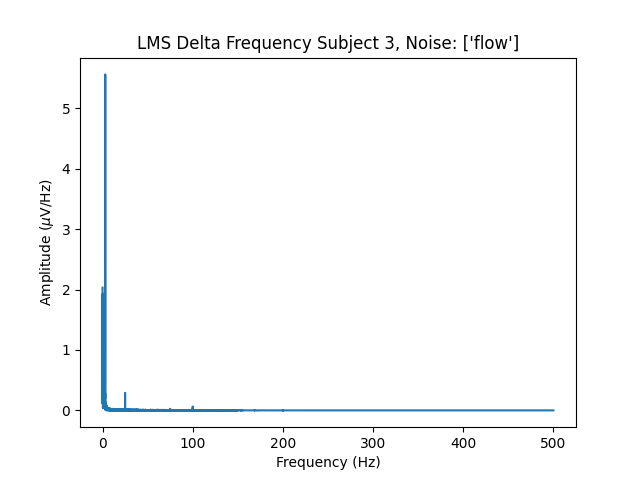 LMS Delta Frequency Subject 3, Noise: ['flow']
Amplitude (μV/Hz)
5
4
3
2
1
0
0 100 200 300 400 500
Frequency (Hz)